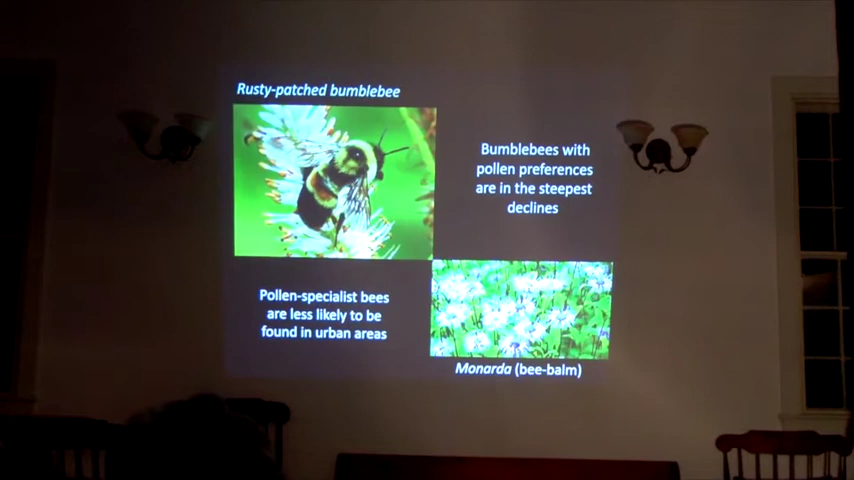 Rusty-patched bumblebee
Bumblebees with
pollen preferences
are in the steepest
declines
Pollen-specialist bees
are less likely to be
found in urban areas
Monarda (bee-balm)